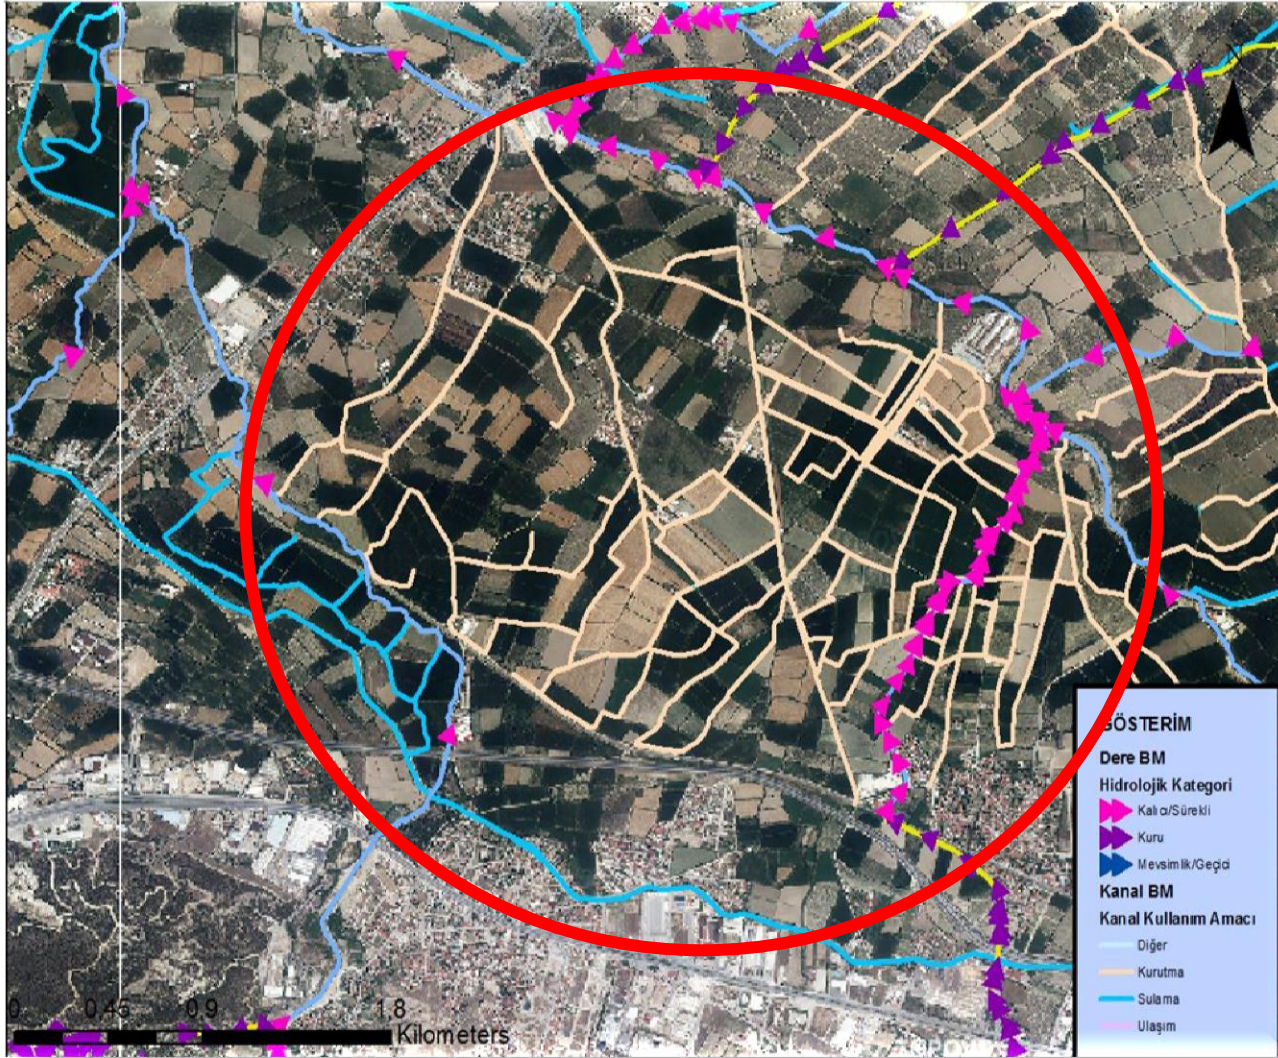 N
GÖSTERİM
Dere BM
Hidrolojik Kategori
Kalıcı/Sürekli
Kuru
Mevsimlik/Geçici
Kanal BM
Kanal Kullanım Amacı
Diğer
Kurutma
Sulama
Ulaşım
0 0.45 0.9 1.8
Kilometers